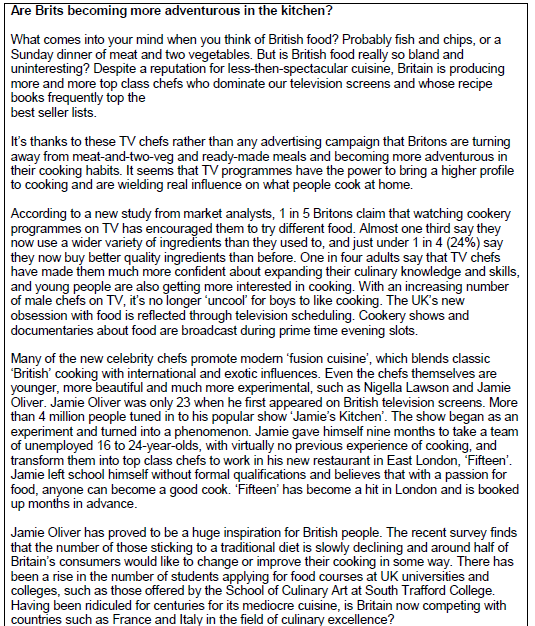 Are Brits becoming more adventurous in the kitchen?
What comes into your mind when you think of British food? Probably fish and chips, or a
Sunday dinner of meat and two vegetables. But is British food really so bland and
uninteresting? Despite a reputation for less-then-spectacular cuisine, Britain is producing
more and more top class chefs who dominate our television screens and whose recipe
books frequently top the
best seller lists.
It's thanks to these TV chefs rather than any advertising campaign that Britons are turning
away from meat-and-two-veg and ready-made meals and becoming more adventurous in
their cooking habits. It seems that TV programmes have the power to bring a higher profile
to cooking and are wielding real influence on what people cook at home.
According to a new study from market analysts, 1 in 5 Britons claim that watching cookery
programmes on TV has encouraged them to try different food. Almost one third say they
now use a wider variety of ingredients than they used to, and just under 1 in 4 (24%) say
they now buy better quality ingredients than before. One in four adults say that TV chefs
have made them much more confident about expanding their culinary knowledge and skills,
and young people are also getting more interested in cooking. With an increasing number
of male chefs on TV, it's no longer 'uncool' for boys to like cooking. The UK's new
obsession with food is reflected through television scheduling. Cookery shows and
documentaries about food are broadcast during prime time evening slots.
Many of the new celebrity chefs promote modern 'fusion cuisine', which blends classic
'British' cooking with international and exotic influences. Even the chefs themselves are
younger, more beautiful and much more experimental, such as Nigella Lawson and Jamie
Oliver. Jamie Oliver was only 23 when he first appeared on British television screens. More
than 4 million people tuned in to his popular show 'Jamie's Kitchen'. The show began as an
experiment and turned into a phenomenon. Jamie gave himself nine months to take a team
of unemployed 16 to 24-year-olds, with virtually no previous experience of cooking, and
transform them into top class chefs to work in his new restaurant in East London, 'Fifteen'.
Jamie left school himself without formal qualifications and believes that with a passion for
food, anyone can become a good cook. 'Fifteen' has become a hit in London and is booked
up months in advance.
Jamie Oliver has proved to be a huge inspiration for British people. The recent survey finds
that the number of those sticking to a traditional diet is slowly declining and around half of
Britain's consumers would like to change or improve their cooking in some way. There has
been a rise in the number of students applying for food courses at UK universities and
colleges, such as those offered by the School of Culinary Art at South Trafford College.
Having been ridiculed for centuries for its mediocre cuisine, is Britain now competing with
countries such as France and Italy in the field of culinary excellence?